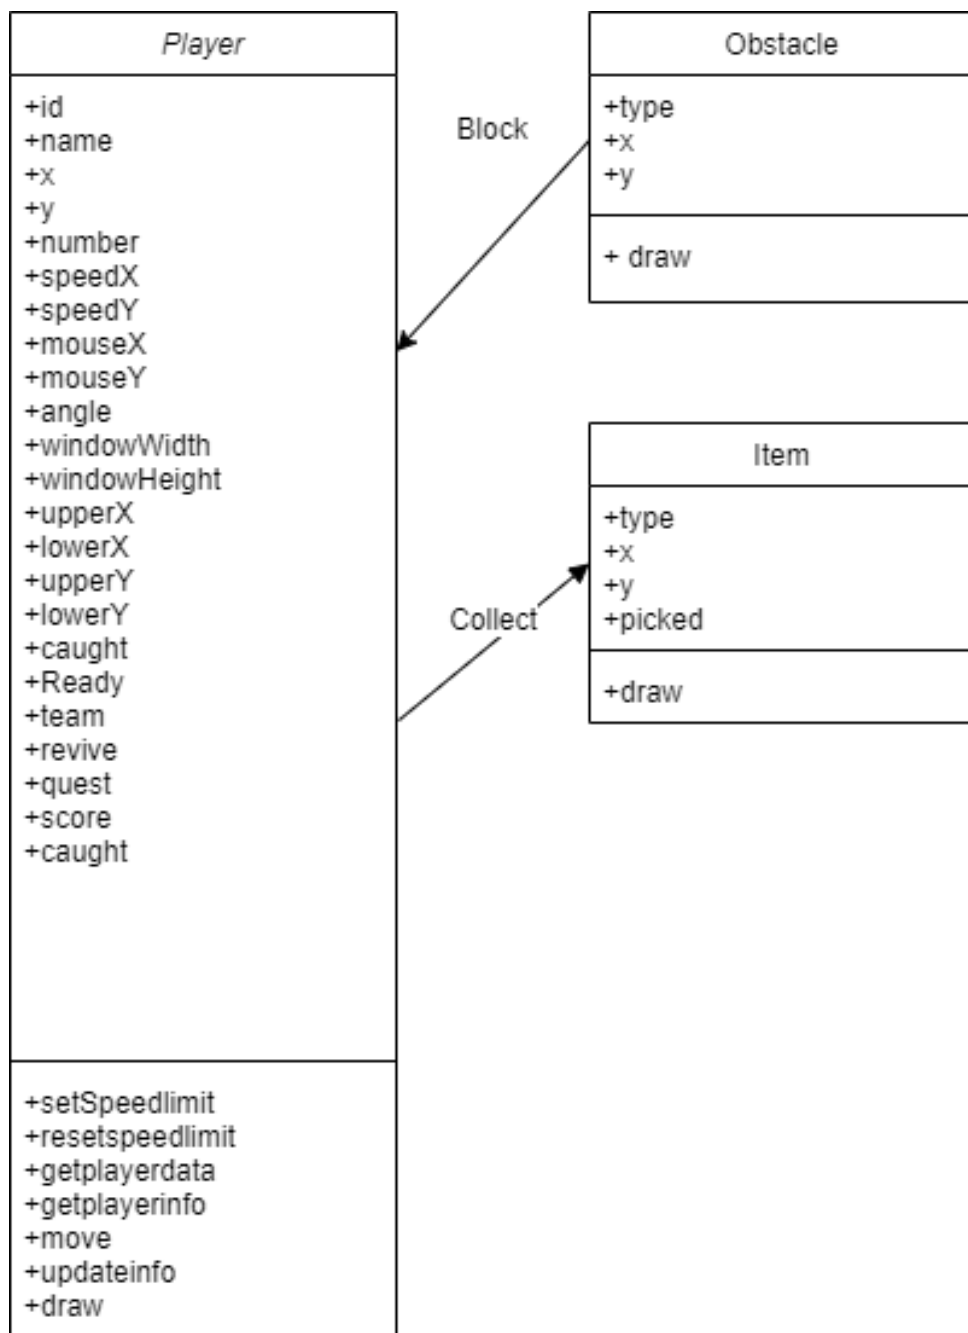 Player
+id
+name
+x
+y
+number
+speedX
+speedY
+mouseX
+mouseY
+angle
+windowWidth
+windowHeight
+upperX
+lowerX
+upperY
+lowerY
+caught
+Ready
+team
+revive
+quest
+score
+caught
+setSpeedlimit
+resetspeedlimit
+getplayerdata
+getplayerinfo
+move
+updateinfo
+draw
Block
Collect
Obstacle
+type
+x
+y
+ draw
Item
+type
+x
+y
+picked
+draw